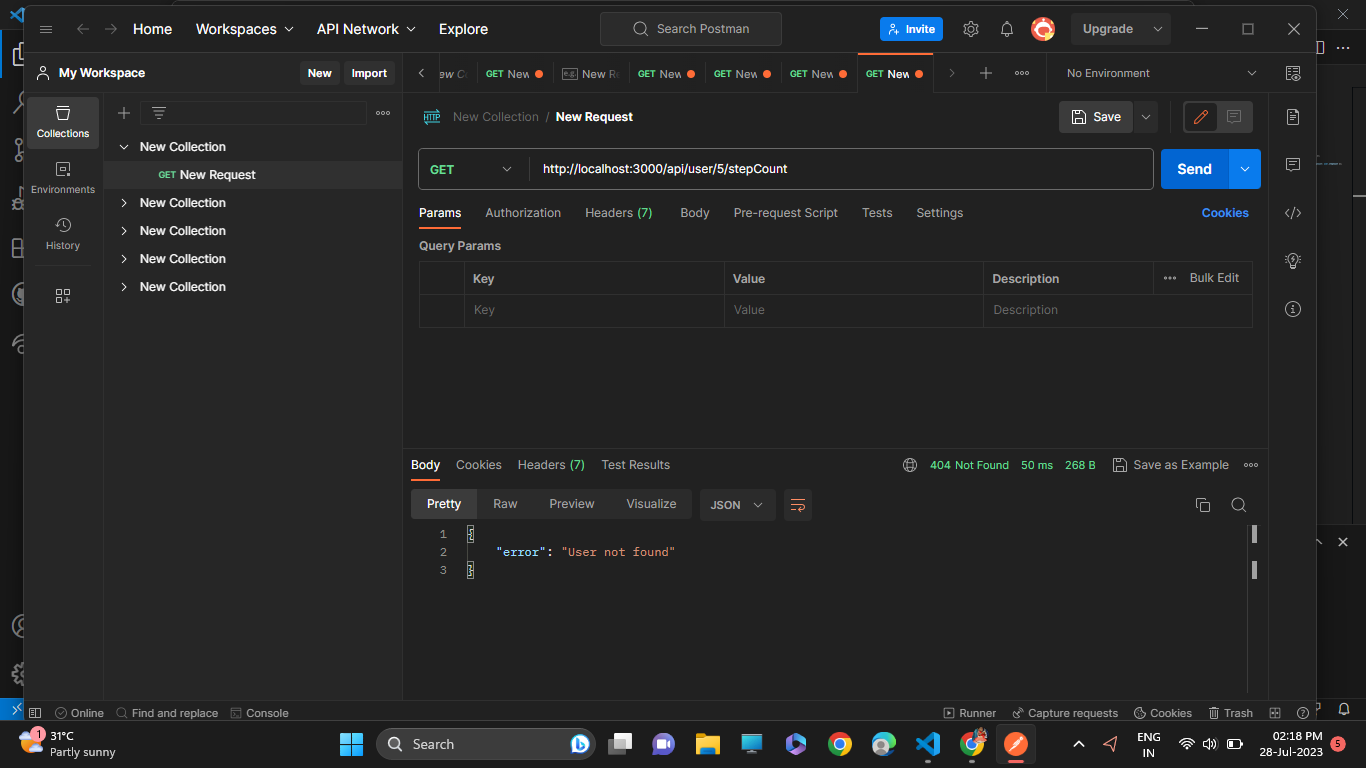 Home
Workspaces
API Network
Explore
Search Postman
Invite
Upgrade
My Workspace
New
Import
GET New
New R
GET New
GET New
GET New
GET New
No Environment
Collections
Environments
History
New Collection
GET New Request
New Collection
New Collection
New Collection
New Collection
HTTP
New Collection / New Request
Save
GET
http://localhost:3000/api/user/5/stepCount
Send
Params
Authorization
Headers (7)
Body
Pre-request Script
Tests
Settings
Cookies
Query Params
Key
Value
Description
Bulk Edit
Key
Value
Description
Body
Cookies
Headers (7)
Test Results
404 Not Found
50 ms
268 B
Save as Example
Pretty
Raw
Preview
Visualize
JSON
1 {
2 "error": "User not found"
3 }
Online
Find and replace
Console
Runner
Capture requests
Cookies
Trash
1
31°C
Partly sunny
Search
ENG
IN
02:18 PM
28-Jul-2023
5